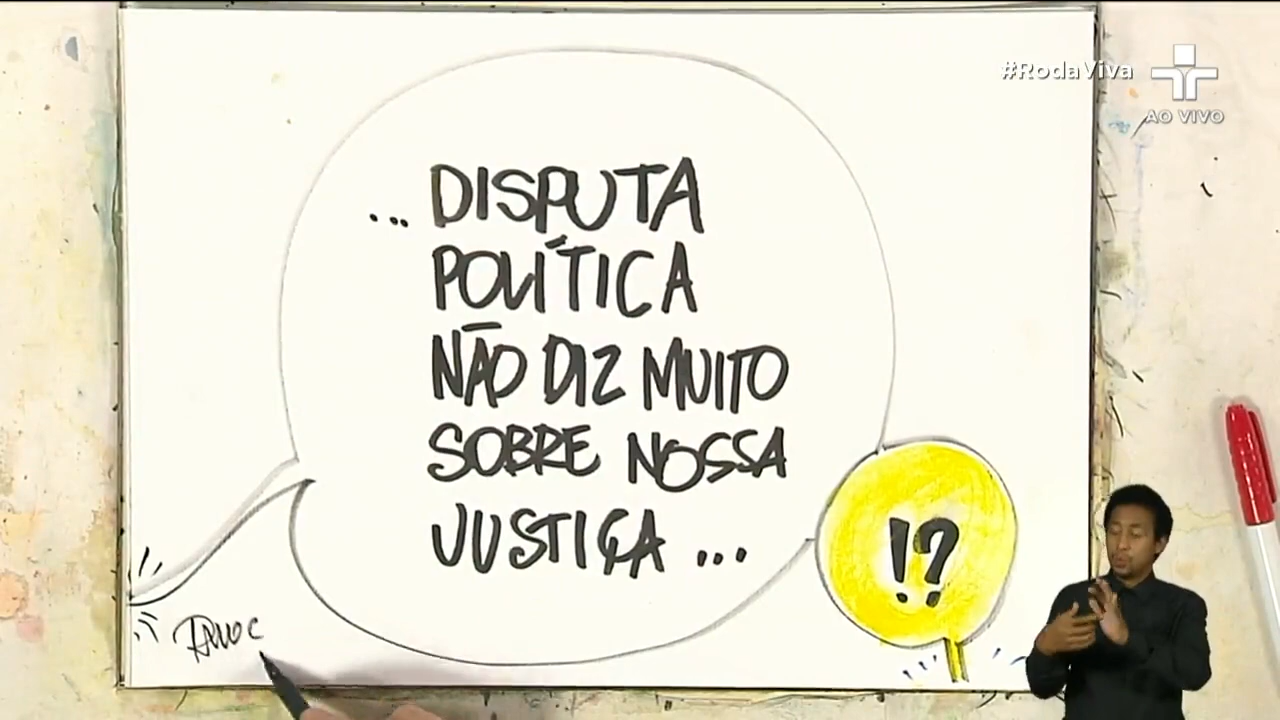 #RodaViva
AO VIVO
... DISPUTA
POLÍTICA
NÃO DIZ MUITO
SOBRE NOSSA
JUSTIÇA ...
!?